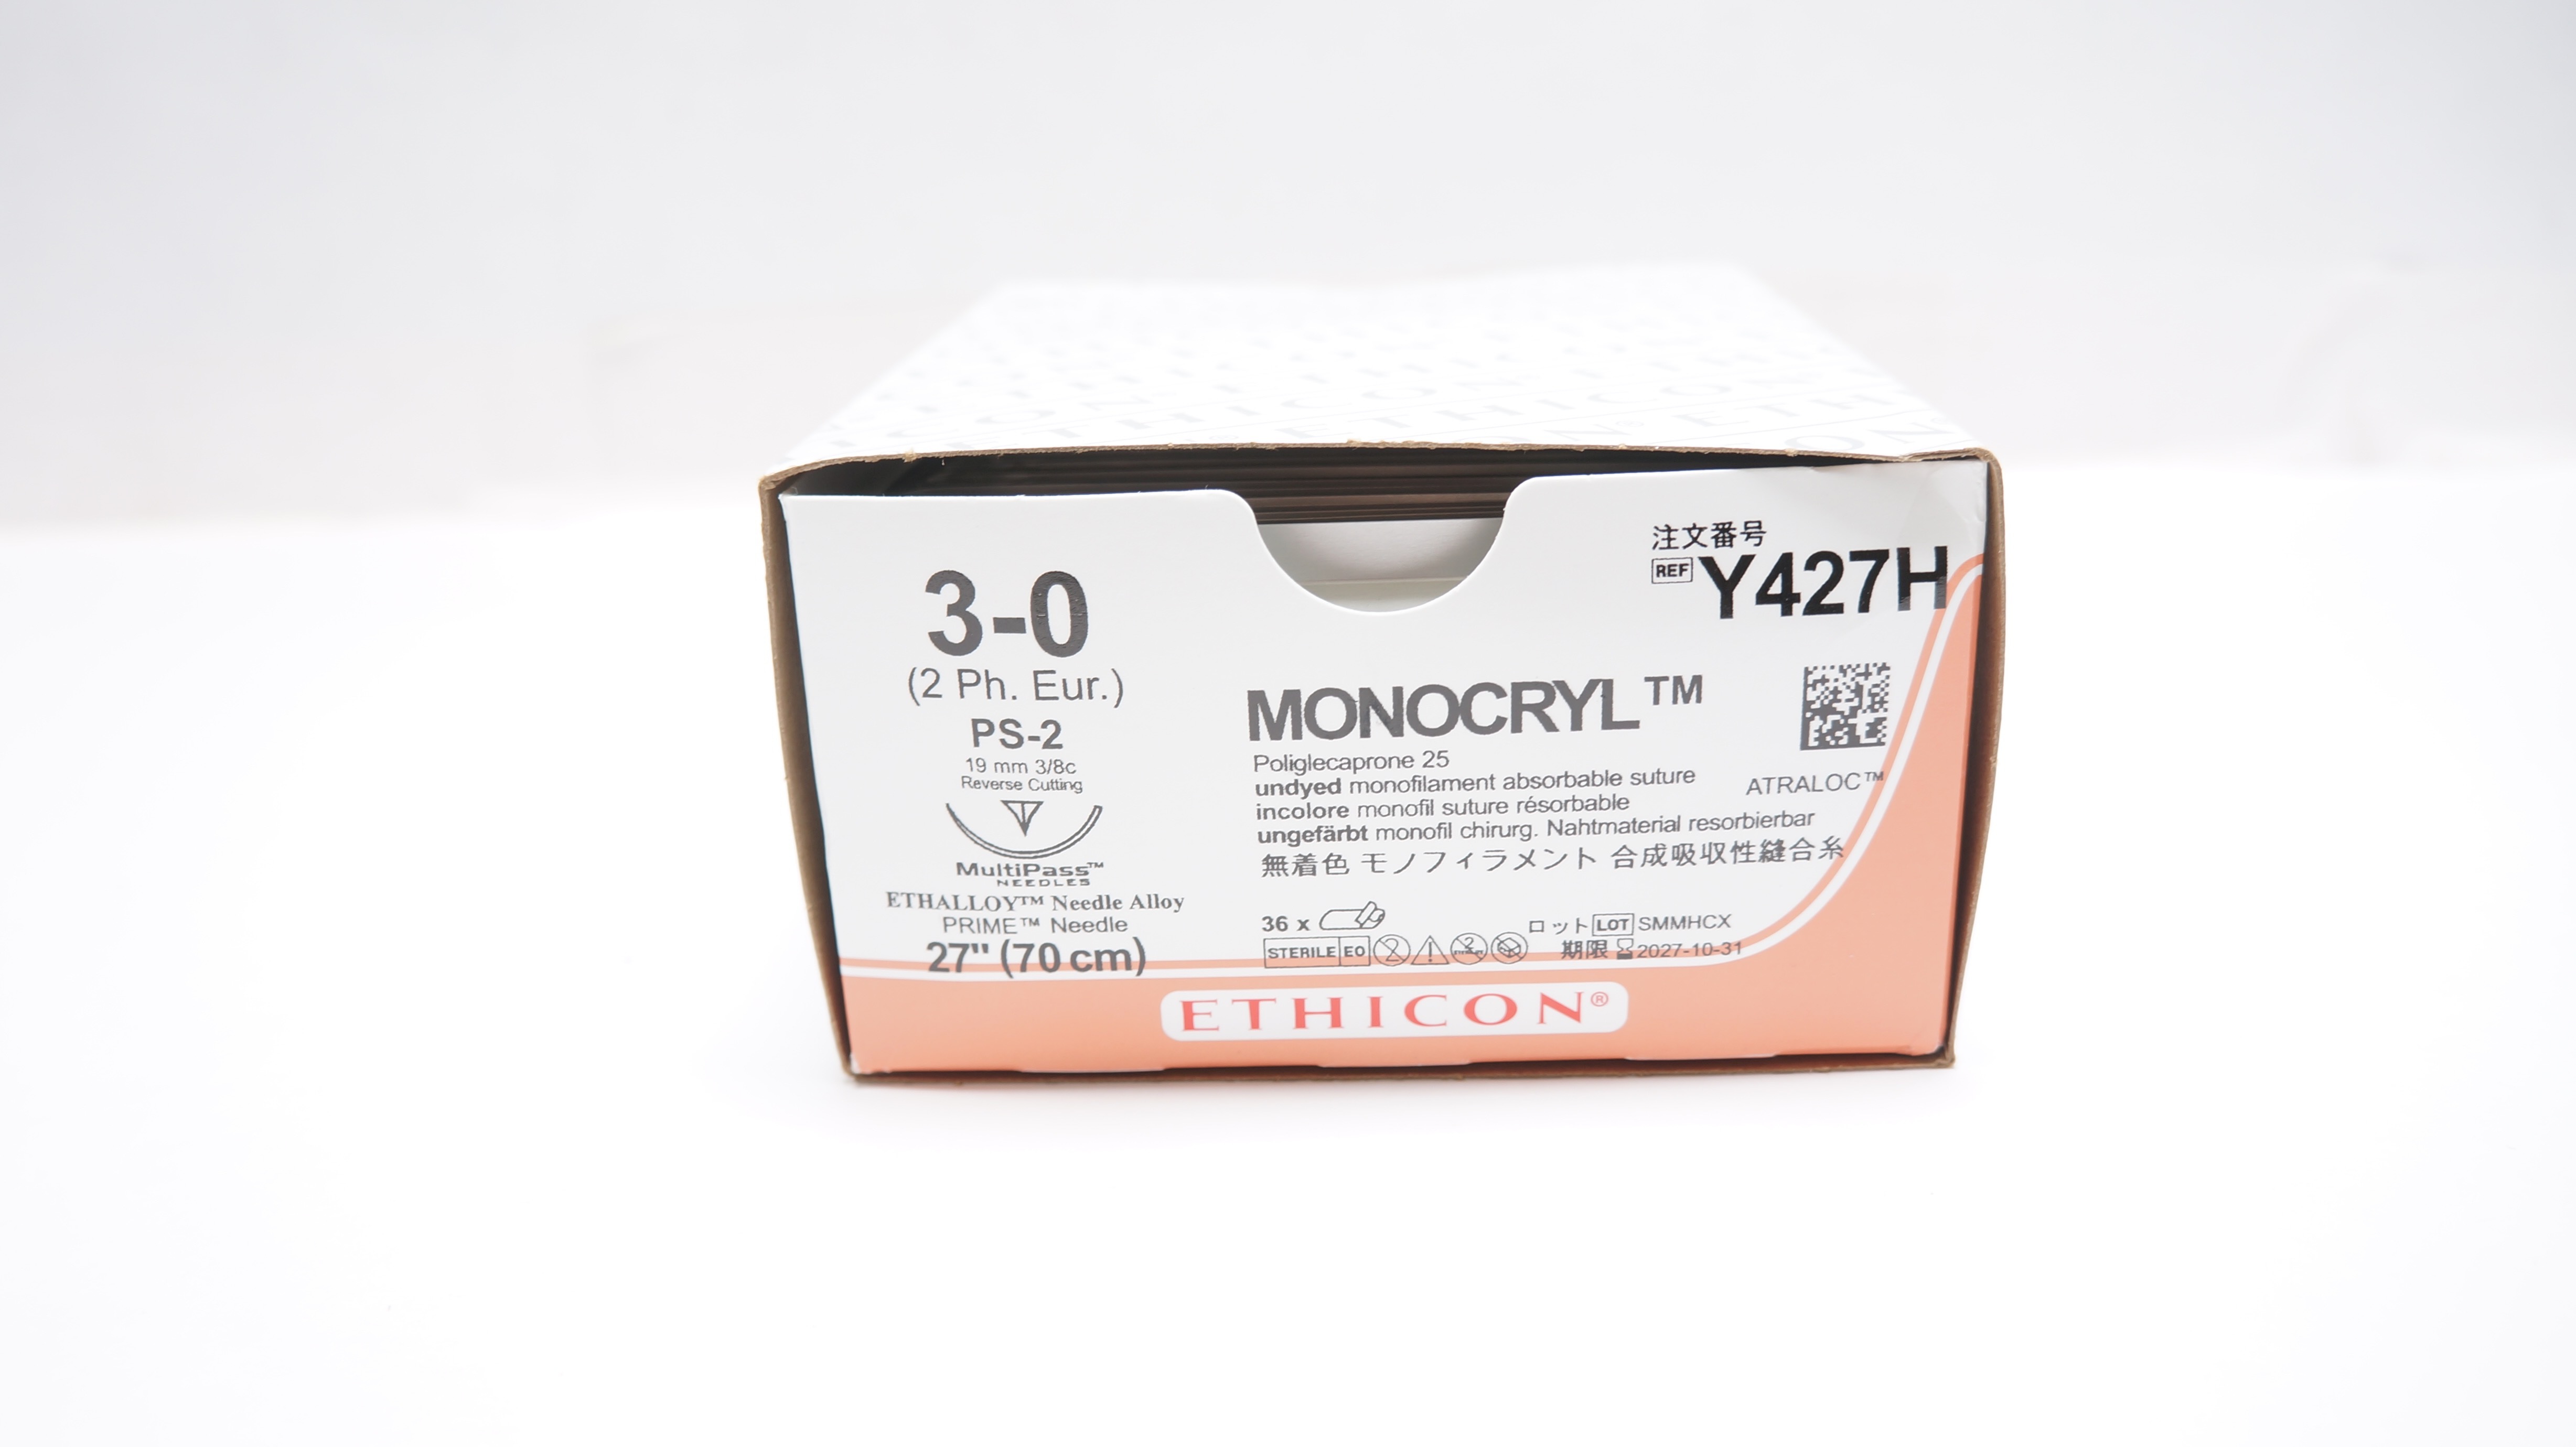 ETHICON
3-0
(2 Ph. Eur.)
PS-2
19 mm 3/8c
Reverse Cutting
MultiPass™
NEEDLES
ETHALLOY™ Needle Alloy
PRIME™ Needle
27" (70 cm)
注文番号
REF Y427H
MONOCRYL™
Poliglecaprone 25
undyed monofilament absorbable suture
incolore monofil suture résorbable
ungefärbt monofil chirurg. Nahtmaterial resorbierbar
無着色 モノフィラメント 合成吸収性縫合糸
ATRALOC™
36 x
ロット LOT SMMHCX
STERILE EO 2
期限 2027-10-31
ETHICON®